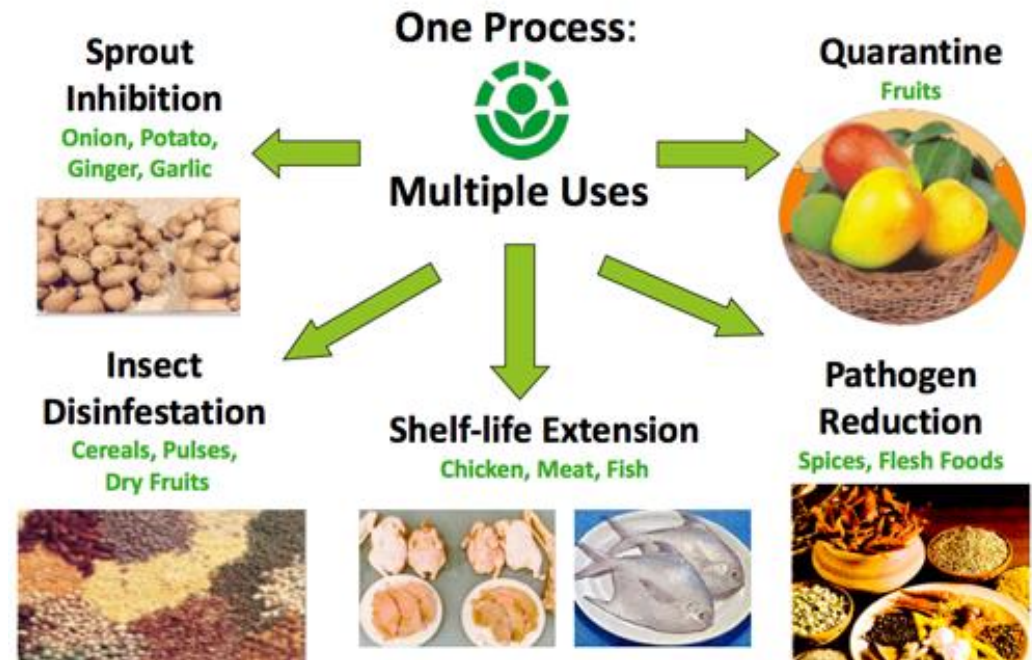 One Process:
Multiple Uses
Sprout
Inhibition
Onion, Potato,
Ginger, Garlic
Quarantine
Fruits
Insect
Disinfestation
Cereals, Pulses,
Dry Fruits
Shelf-life Extension
Chicken, Meat, Fish
Pathogen
Reduction
Spices, Flesh Foods